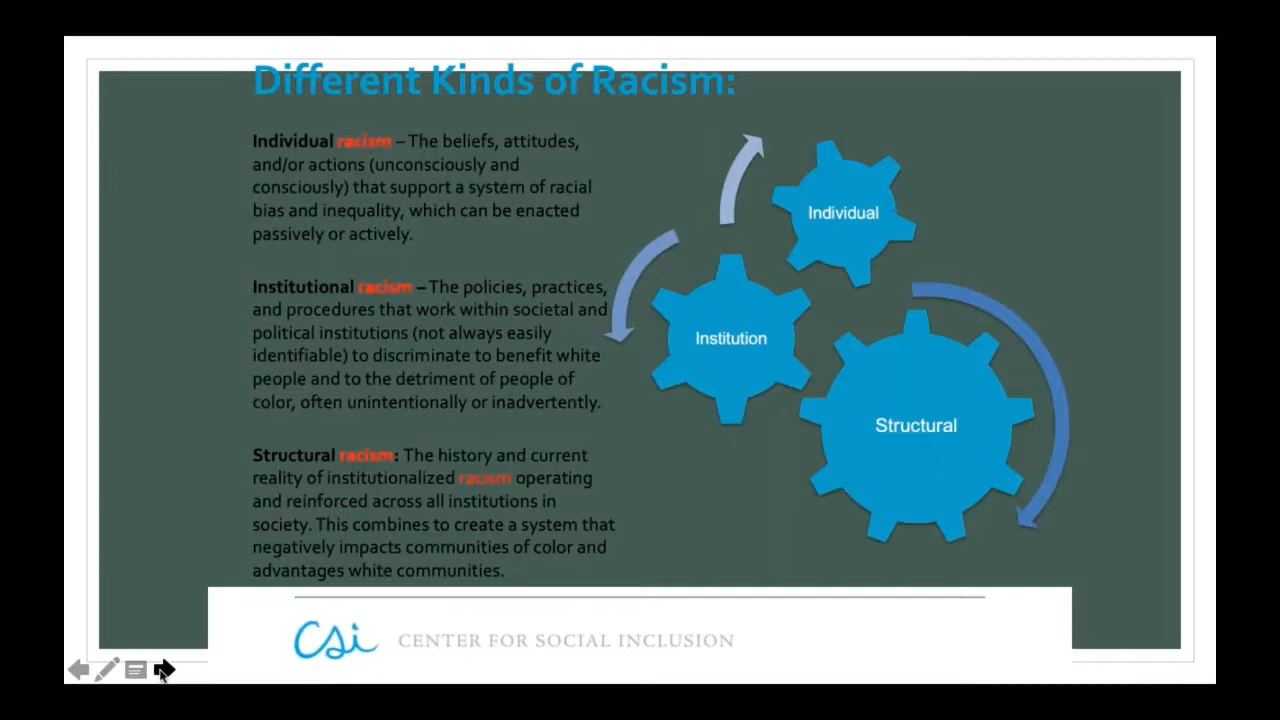 Different Kinds of Racism:
Individual racism – The beliefs, attitudes,
and/or actions (unconsciously and
consciously) that support a system of racial
bias and inequality, which can be enacted
passively or actively.
Institutional racism – The policies, practices,
and procedures that work within societal and
political institutions (not always easily
identifiable) to discriminate to benefit white
people and to the detriment of people of
color, often unintentionally or inadvertently.
Structural racism: The history and current
reality of institutionalized racism operating
and reinforced across all institutions in
society. This combines to create a system that
negatively impacts communities of color and
advantages white communities.
Individual
Institution
Structural
csi CENTER FOR SOCIAL INCLUSION